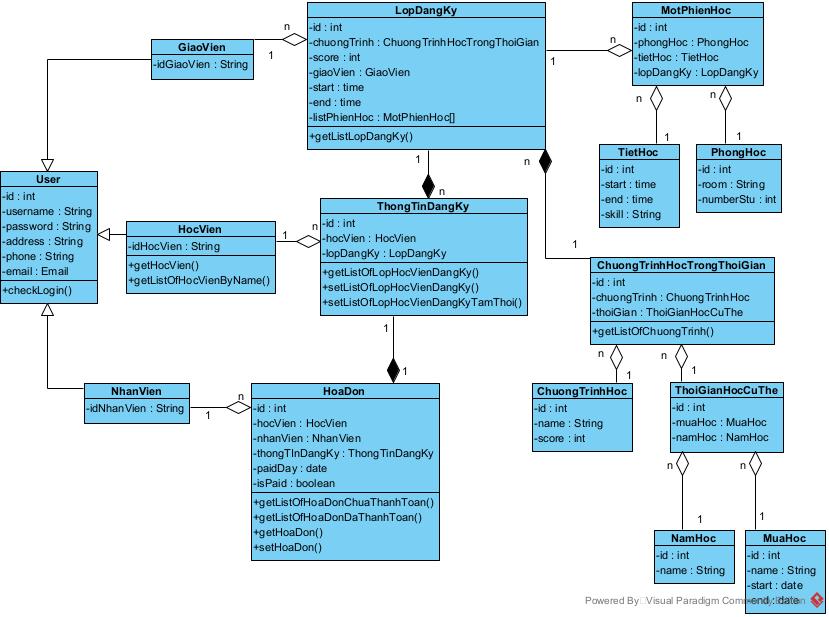 LopDangKy
-id : int
-chuongTrinh : ChuongTrinhHocTrongThoiGian
-score : int
-giaoVien : GiaoVien
-start : time
-end : time
-listPhienHoc : MotPhienHoc[]
+getListLopDangKy()
MotPhienHoc
-id : int
-phongHoc : PhongHoc
-tietHoc : TietHoc
-lopDangKy : LopDangKy
GiaoVien
-idGiaoVien : String
n
1
n
1
n
1
n
1
TietHoc
-id : int
-start : time
-end : time
-skill : String
PhongHoc
-id : int
-room : String
-numberStu : int
User
-id : int
-username : String
-password : String
-address : String
-phone : String
-email : Email
+checkLogin()
HocVien
-idHocVien : String
+getHocVien()
+getListOfHocVienByName()
1
n
1
n
ThongTinDangKy
-id : int
-hocVien : HocVien
-lopDangKy : LopDangKy
+getListOfLopHocVienDangKy()
+setListOfLopHocVienDangKy()
+setListOfLopHocVienDangKyTamThoi()
n
1
ChuongTrinhHocTrongThoiGian
-id : int
-chuongTrinh : ChuongTrinhHoc
-thoiGian : ThoiGianHocCuThe
+getListOfChuongTrinh()
1
1
n
1
n
1
NhanVien
-idNhanVien : String
1
n
HoaDon
-id : int
-hocVien : HocVien
-nhanVien : NhanVien
-thongTInDangKy : ThongTinDangKy
-paidDay : date
-isPaid : boolean
+getListOfHoaDonChuaThanhToan()
+getListOfHoaDonDaThanhToan()
+getHoaDon()
+setHoaDon()
ChuongTrinhHoc
-id : int
-name : String
-score : int
ThoiGianHocCuThe
-id : int
-muaHoc : MuaHoc
-namHoc : NamHoc
n
1
n
1
NamHoc
-id : int
-name : String
MuaHoc
-id : int
-name : String
-start : date
-end : date
Powered By Visual Paradigm Community Edition